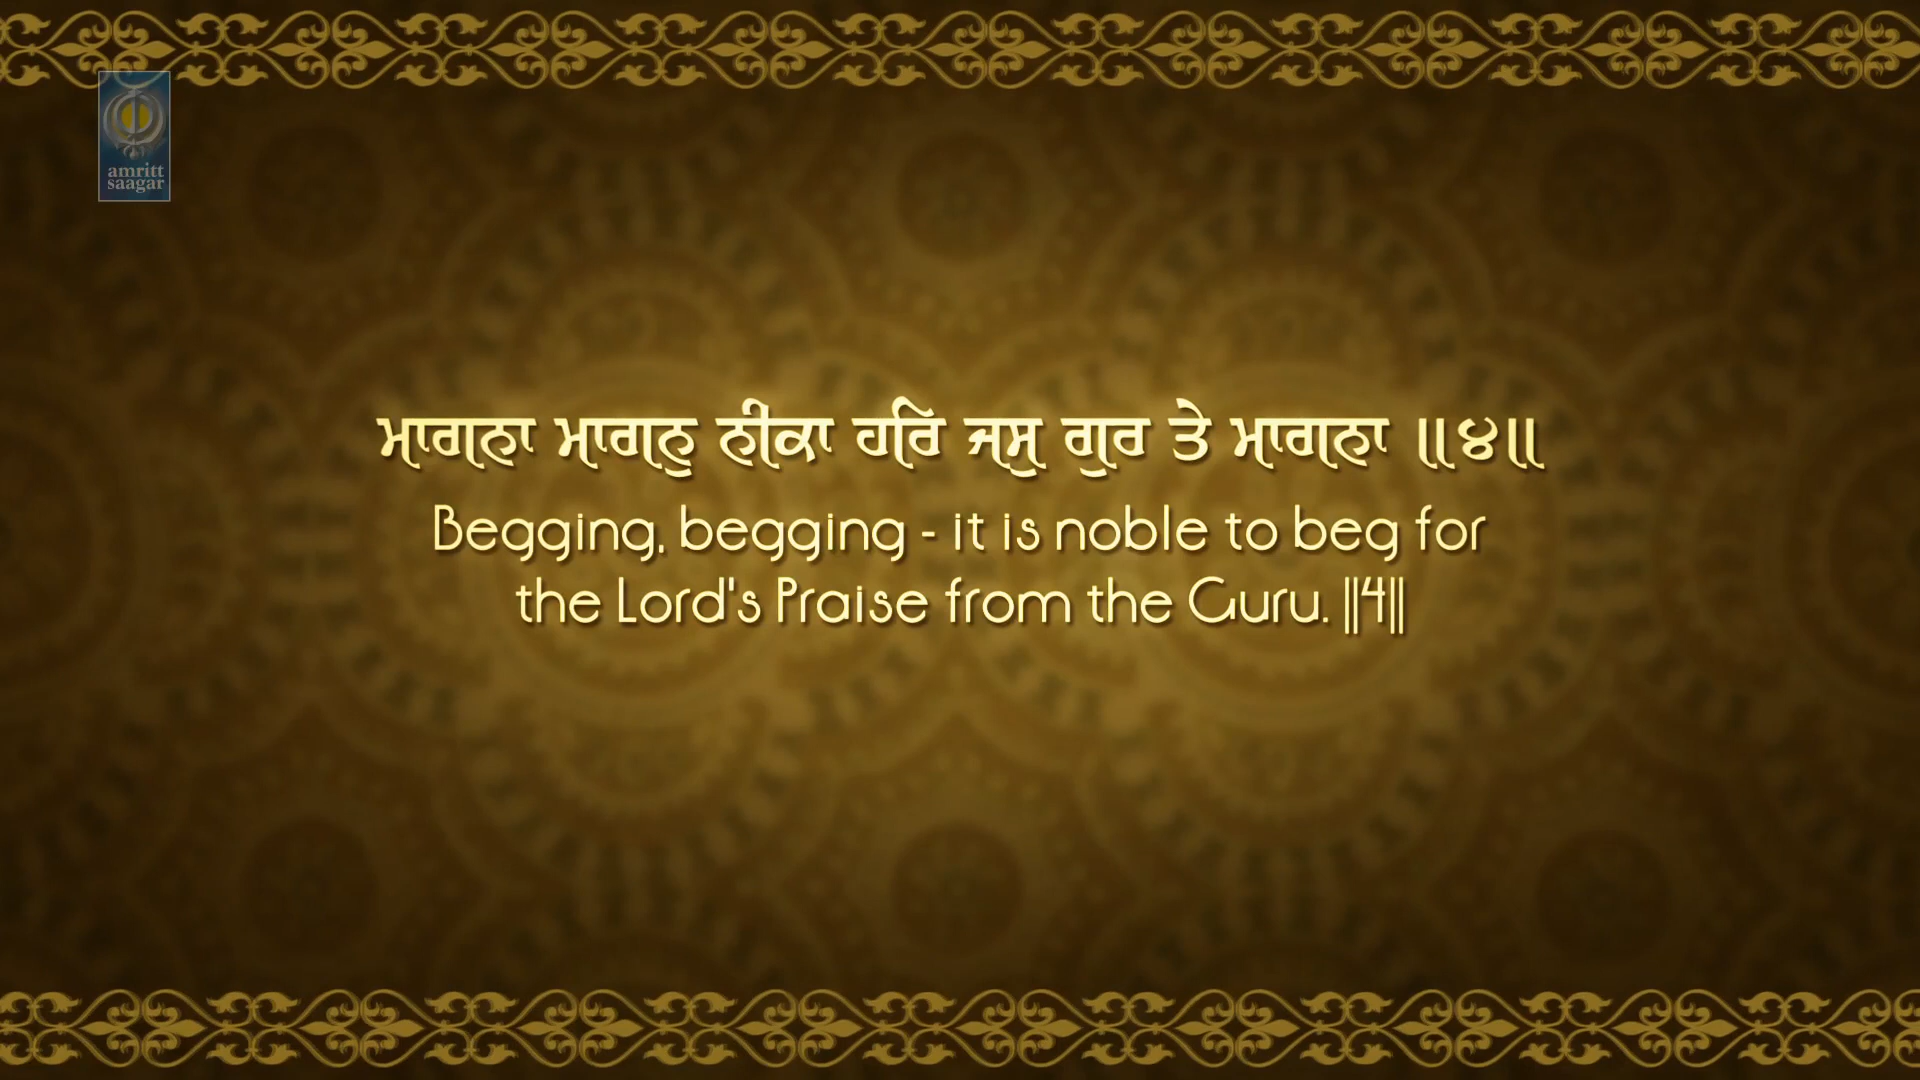 amritt
saagar
ਮਾਗਨਾ ਮਾਗਨੁ ਨੀਕਾ ਹਰਿ ਜਸੁ ਗੁਰ ਤੇ ਮਾਗਨਾ ॥੪॥
Begging, begging - it is noble to beg for
the Lord's Praise from the Guru. ||4||